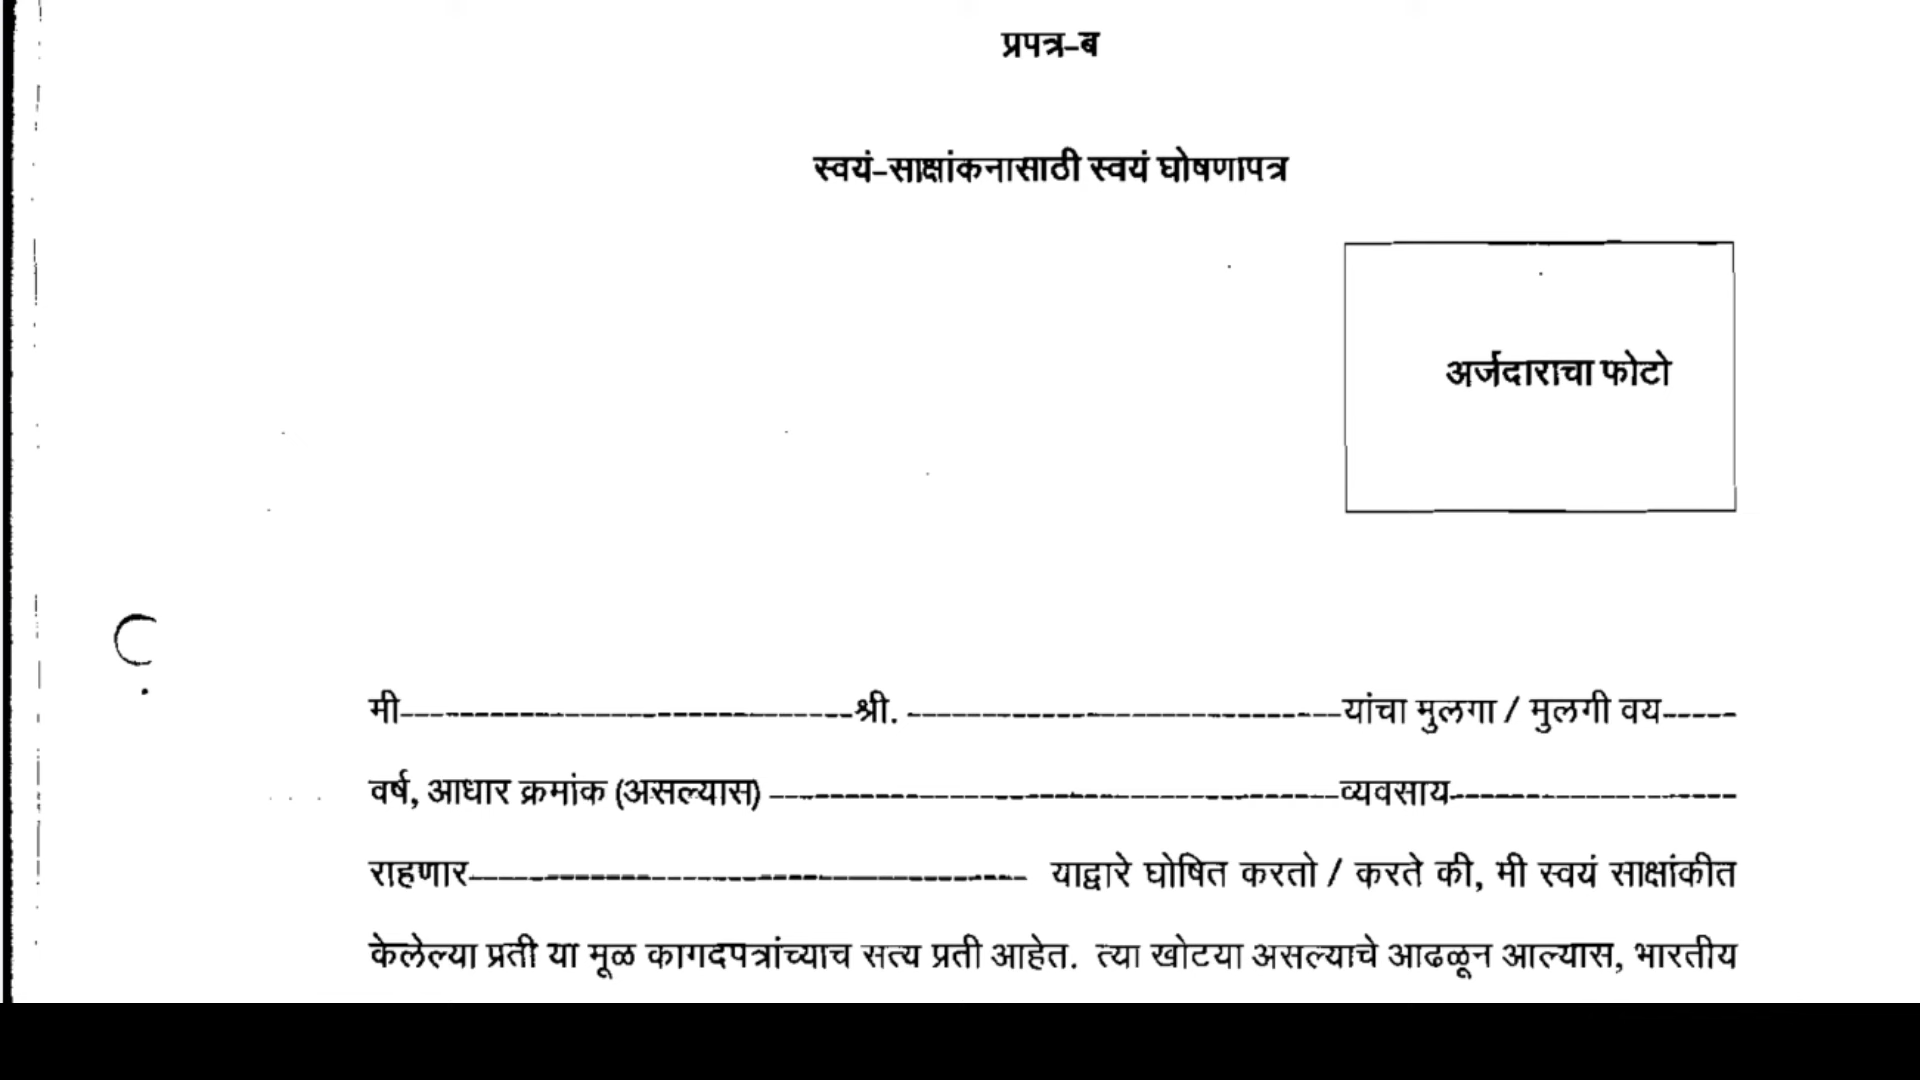 प्रपत्र-ब
स्वयं-साक्षांकनासाठी स्वयं घोषणापत्र
अर्जदाराचा फोटो
मी------------------------------श्री. -----------------------------यांचा मुलगा / मुलगी वय-----
वर्ष, आधार क्रमांक (असल्यास) --------------------------------------व्यवसाय-------------------
राहणार------------------------------------- याद्वारे घोषित करतो / करते की, मी स्वयं साक्षांकीत
केलेल्या प्रती या मूळ कागदपत्रांच्याच सत्य प्रती आहेत. त्या खोटया असल्याचे आढळून आल्यास, भारतीय